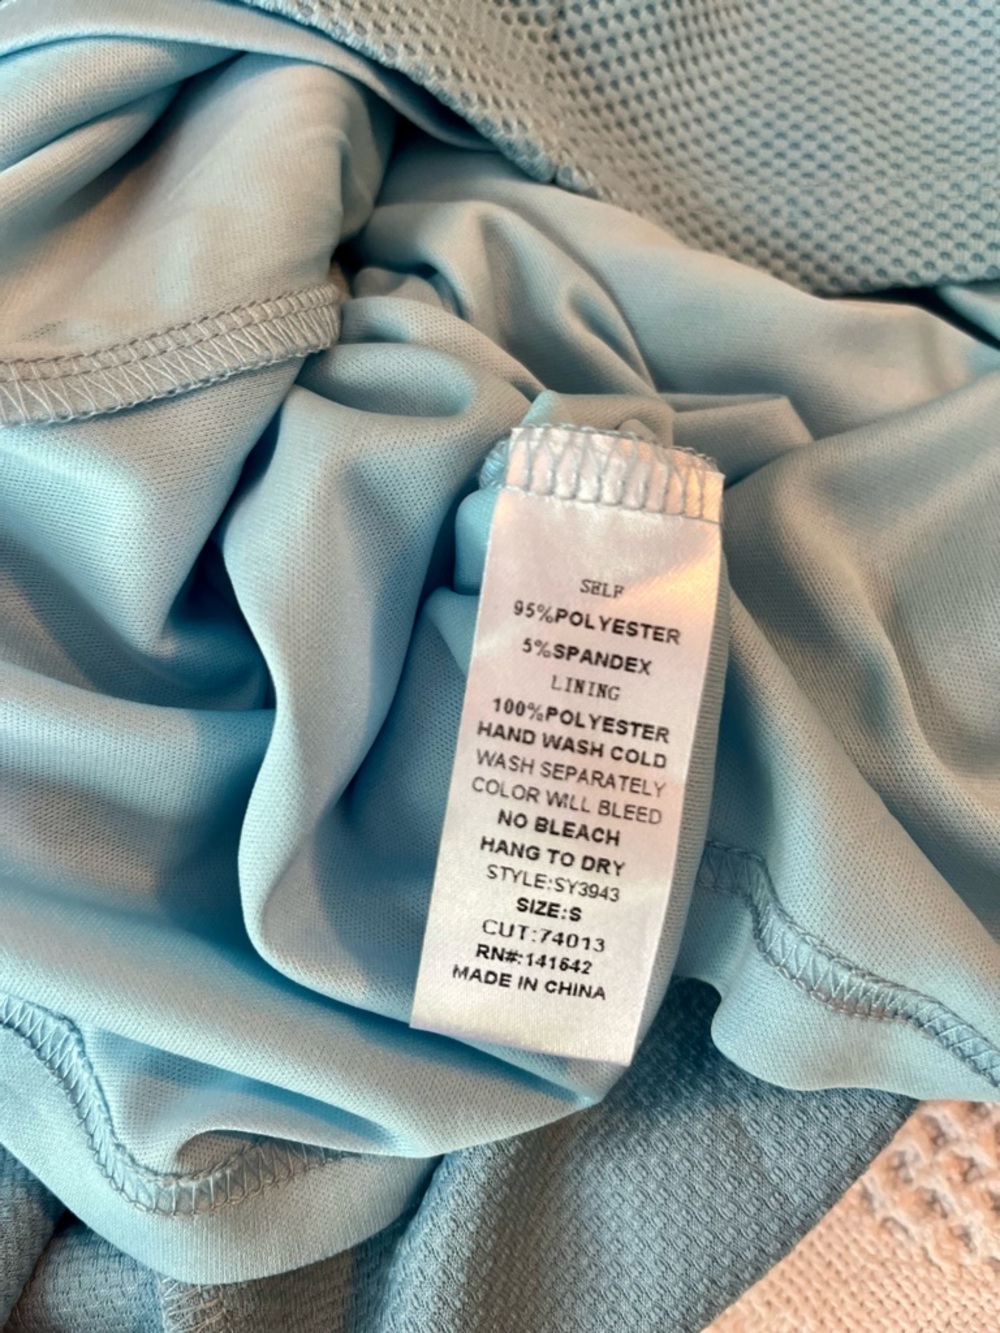 SELF
95%POLYESTER
5%SPANDEX
LINING
100%POLYESTER
HAND WASH COLD
WASH SEPARATELY
COLOR WILL BLEED
NO BLEACH
HANG TO DRY
STYLE:SY3943
SIZE:S
CUT:74013
RN#:141642
MADE IN CHINA